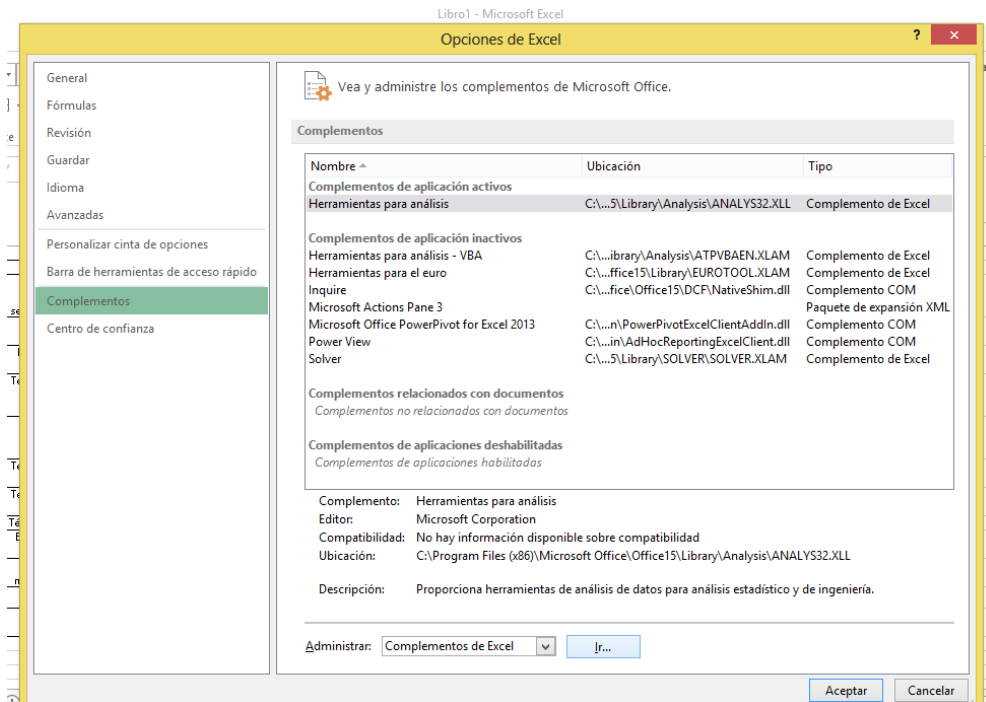 Libro1 - Microsoft Excel
Opciones de Excel
?
General
Fórmulas
Revisión
Guardar
Idioma
Avanzadas
Personalizar cinta de opciones
Barra de herramientas de acceso rápido
Complementos
Centro de confianza
Vea y administre los complementos de Microsoft Office.
Complementos
Nombre Ubicación Tipo
Complementos de aplicación activos
Herramientas para análisis C:\...5\Library\Analysis\ANALYS32.XLL Complemento de Excel
Complementos de aplicación inactivos
Herramientas para análisis - VBA C:\...ibrary\Analysis\ATPVBAEN.XLAM Complemento de Excel
Herramientas para el euro C:\...ffice15\Library\EUROTOOL.XLAM Complemento de Excel
Inquire C:\...fice\Office15\DCF\NativeShim.dll Complemento COM
Microsoft Actions Pane 3 Paquete de expansión XML
Microsoft Office PowerPivot for Excel 2013 C:\...n\PowerPivotExcelClientAddIn.dll Complemento COM
Power View C:\...in\AdHocReportingExcelClient.dll Complemento COM
Solver C:\...5\Library\SOLVER\SOLVER.XLAM Complemento de Excel
Complementos relacionados con documentos
Complementos no relacionados con documentos
Complementos de aplicaciones deshabilitadas
Complementos de aplicaciones habilitadas
Complemento: Herramientas para análisis
Editor: Microsoft Corporation
Compatibilidad: No hay información disponible sobre compatibilidad
Ubicación: C:\Program Files (x86)\Microsoft Office\Office15\Library\Analysis\ANALYS32.XLL
Descripción: Proporciona herramientas de análisis de datos para análisis estadístico y de ingeniería.
Administrar: Complementos de Excel Ir...
Aceptar Cancelar